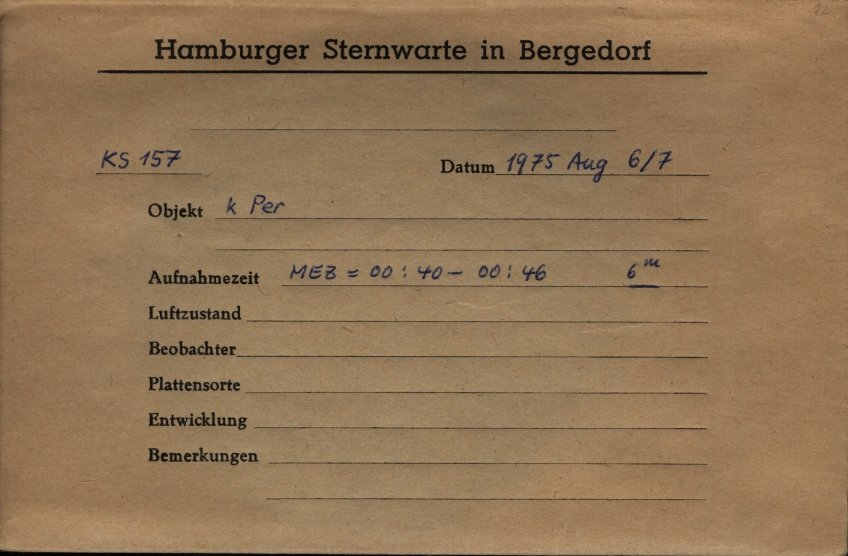 Hamburger Sternwarte in Bergedorf
KS 157 Datum 1975 Aug 6/7
Objekt k Per
Aufnahmezeit MEZ = 00:40 – 00:46 6ᵐ
Luftzustand
Beobachter
Plattensorte
Entwicklung
Bemerkungen